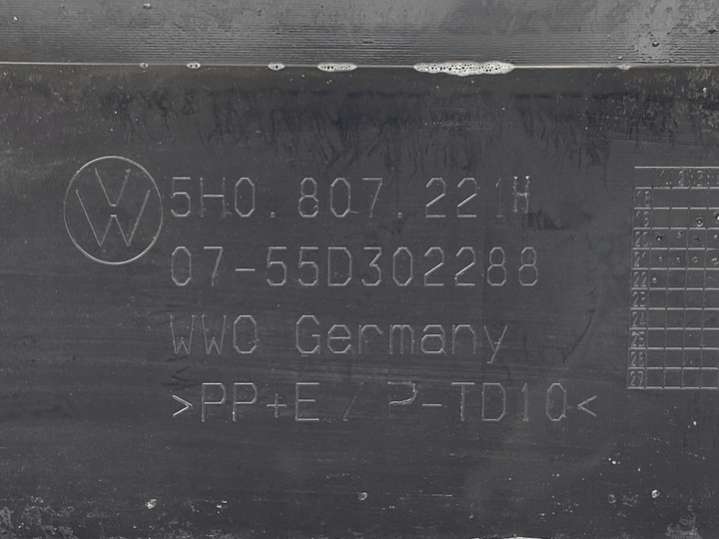 5H0.807.221H
07-55D302288
WWO Germany
>PP+E/P-TD10<